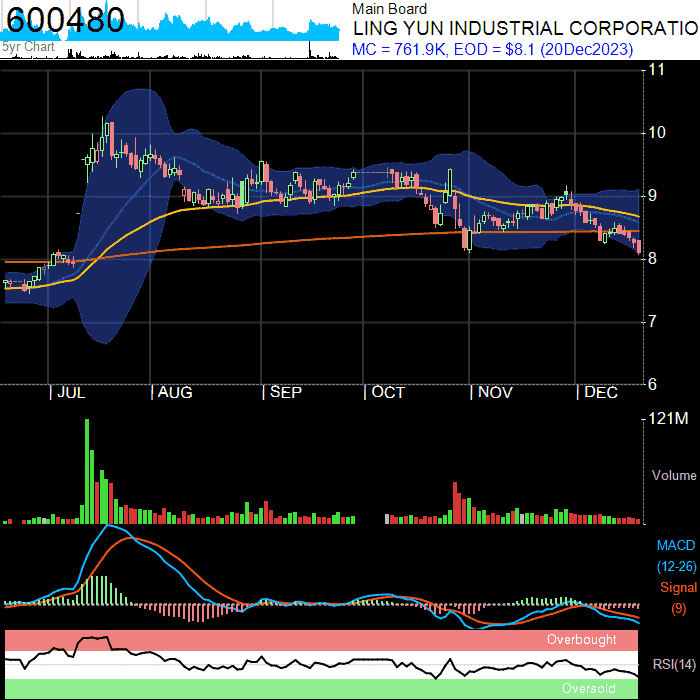 600480
5yr Chart
Main Board
LING YUN INDUSTRIAL CORPORATIO
MC = 761.9K, EOD = $8.1 (20Dec2023)
11
10
9
8
7
6
| JUL | AUG | SEP | OCT | NOV | DEC
121M
Volume
MACD
(12-26)
Signal
(9)
Overbought
RSI(14)
Oversold